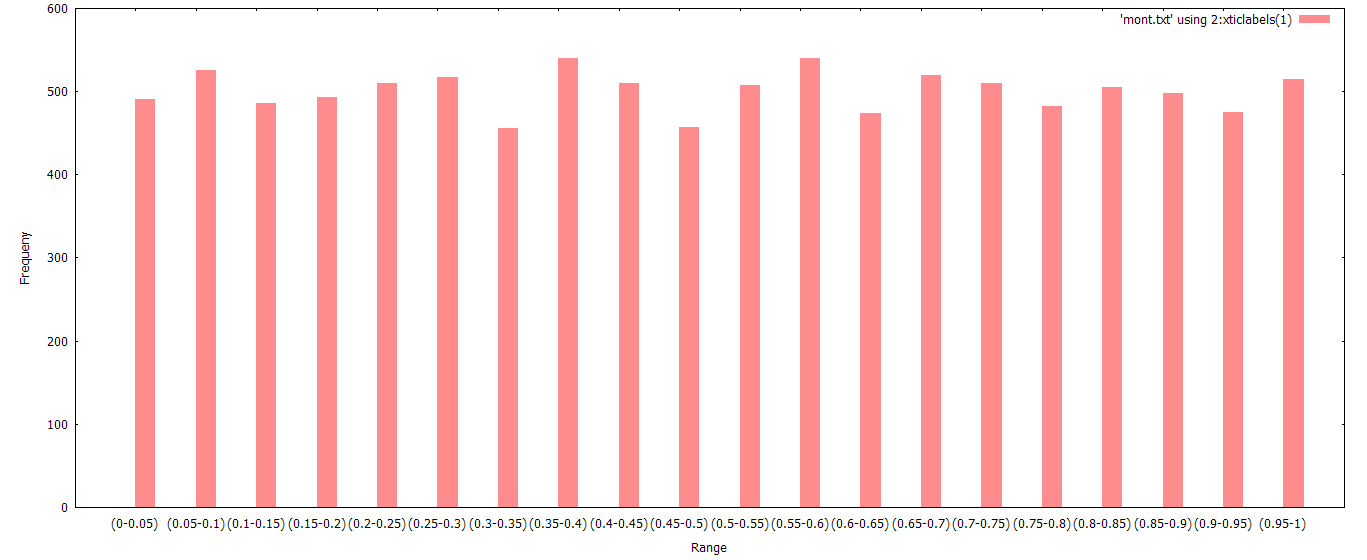 'mont.txt' using 2:xticlabels(1)
600
500
400
300
200
100
0
Frequeny
(0-0.05) (0.05-0.1) (0.1-0.15) (0.15-0.2) (0.2-0.25) (0.25-0.3) (0.3-0.35) (0.35-0.4) (0.4-0.45) (0.45-0.5) (0.5-0.55) (0.55-0.6) (0.6-0.65) (0.65-0.7) (0.7-0.75) (0.75-0.8) (0.8-0.85) (0.85-0.9) (0.9-0.95) (0.95-1)
Range